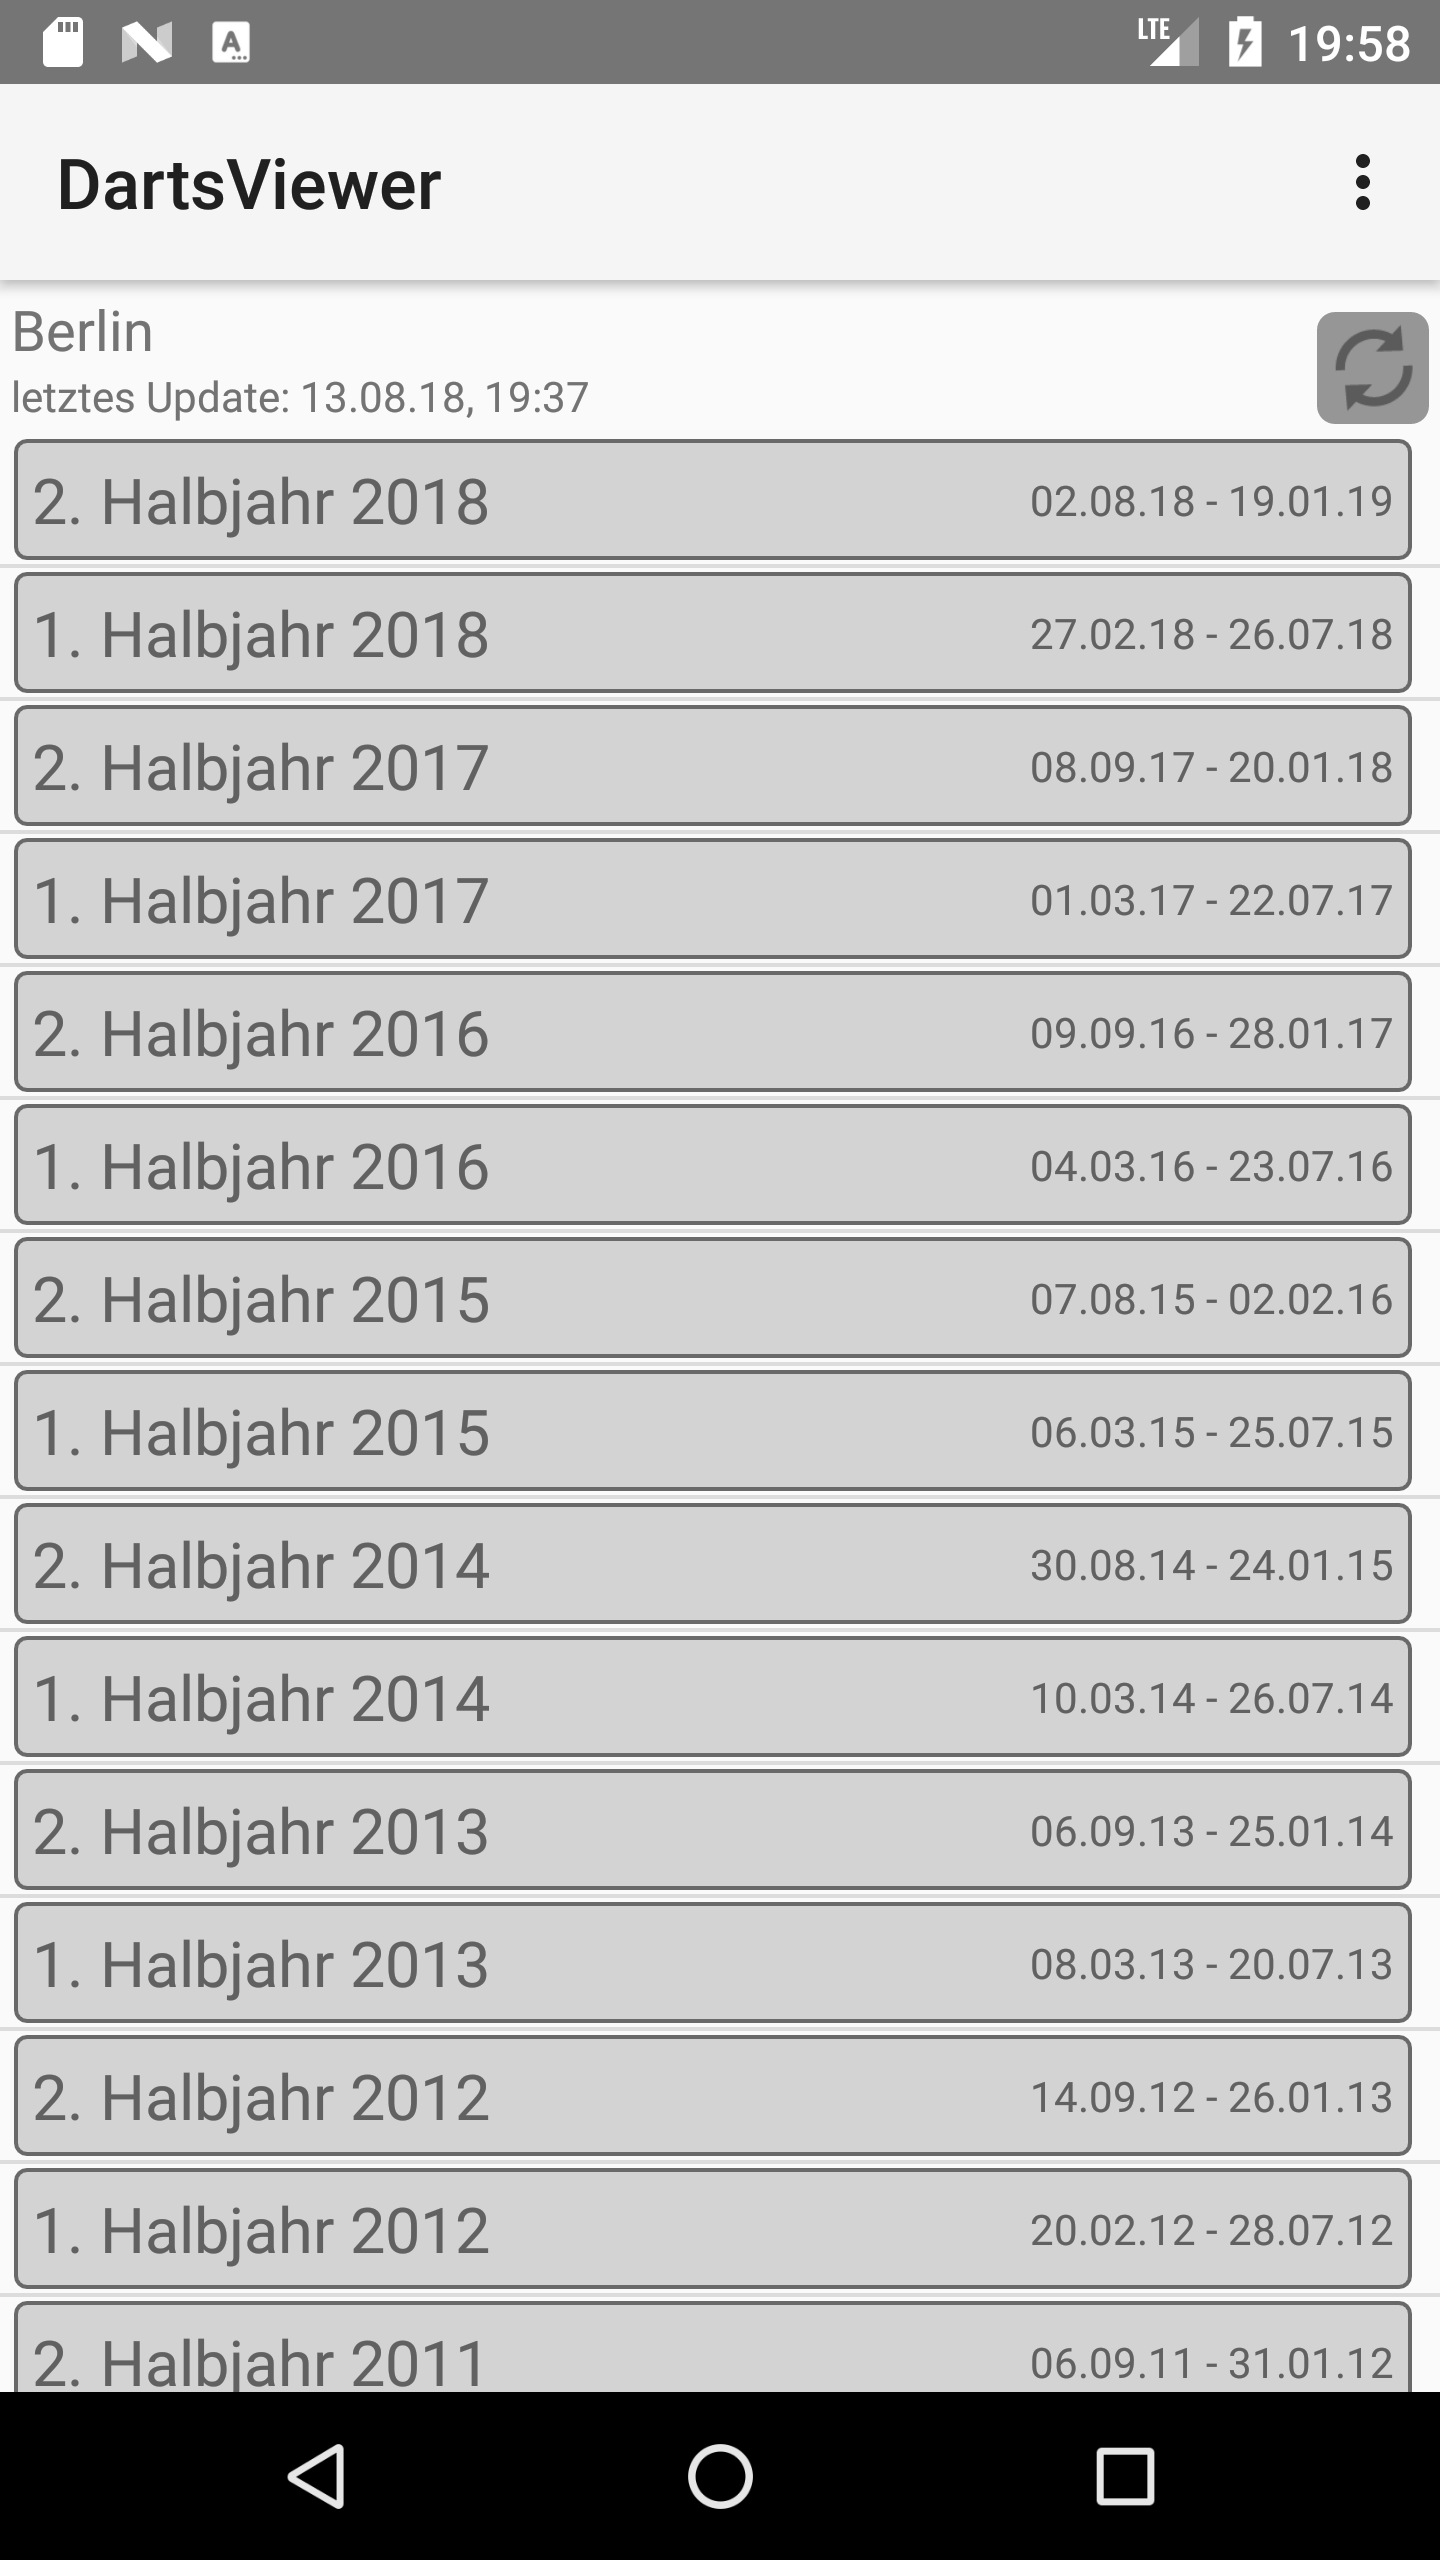 LTE 19:58
DartsViewer
Berlin
letztes Update: 13.08.18, 19:37
2. Halbjahr 2018 02.08.18 - 19.01.19
1. Halbjahr 2018 27.02.18 - 26.07.18
2. Halbjahr 2017 08.09.17 - 20.01.18
1. Halbjahr 2017 01.03.17 - 22.07.17
2. Halbjahr 2016 09.09.16 - 28.01.17
1. Halbjahr 2016 04.03.16 - 23.07.16
2. Halbjahr 2015 07.08.15 - 02.02.16
1. Halbjahr 2015 06.03.15 - 25.07.15
2. Halbjahr 2014 30.08.14 - 24.01.15
1. Halbjahr 2014 10.03.14 - 26.07.14
2. Halbjahr 2013 06.09.13 - 25.01.14
1. Halbjahr 2013 08.03.13 - 20.07.13
2. Halbjahr 2012 14.09.12 - 26.01.13
1. Halbjahr 2012 20.02.12 - 28.07.12
2. Halbjahr 2011 06.09.11 - 31.01.12